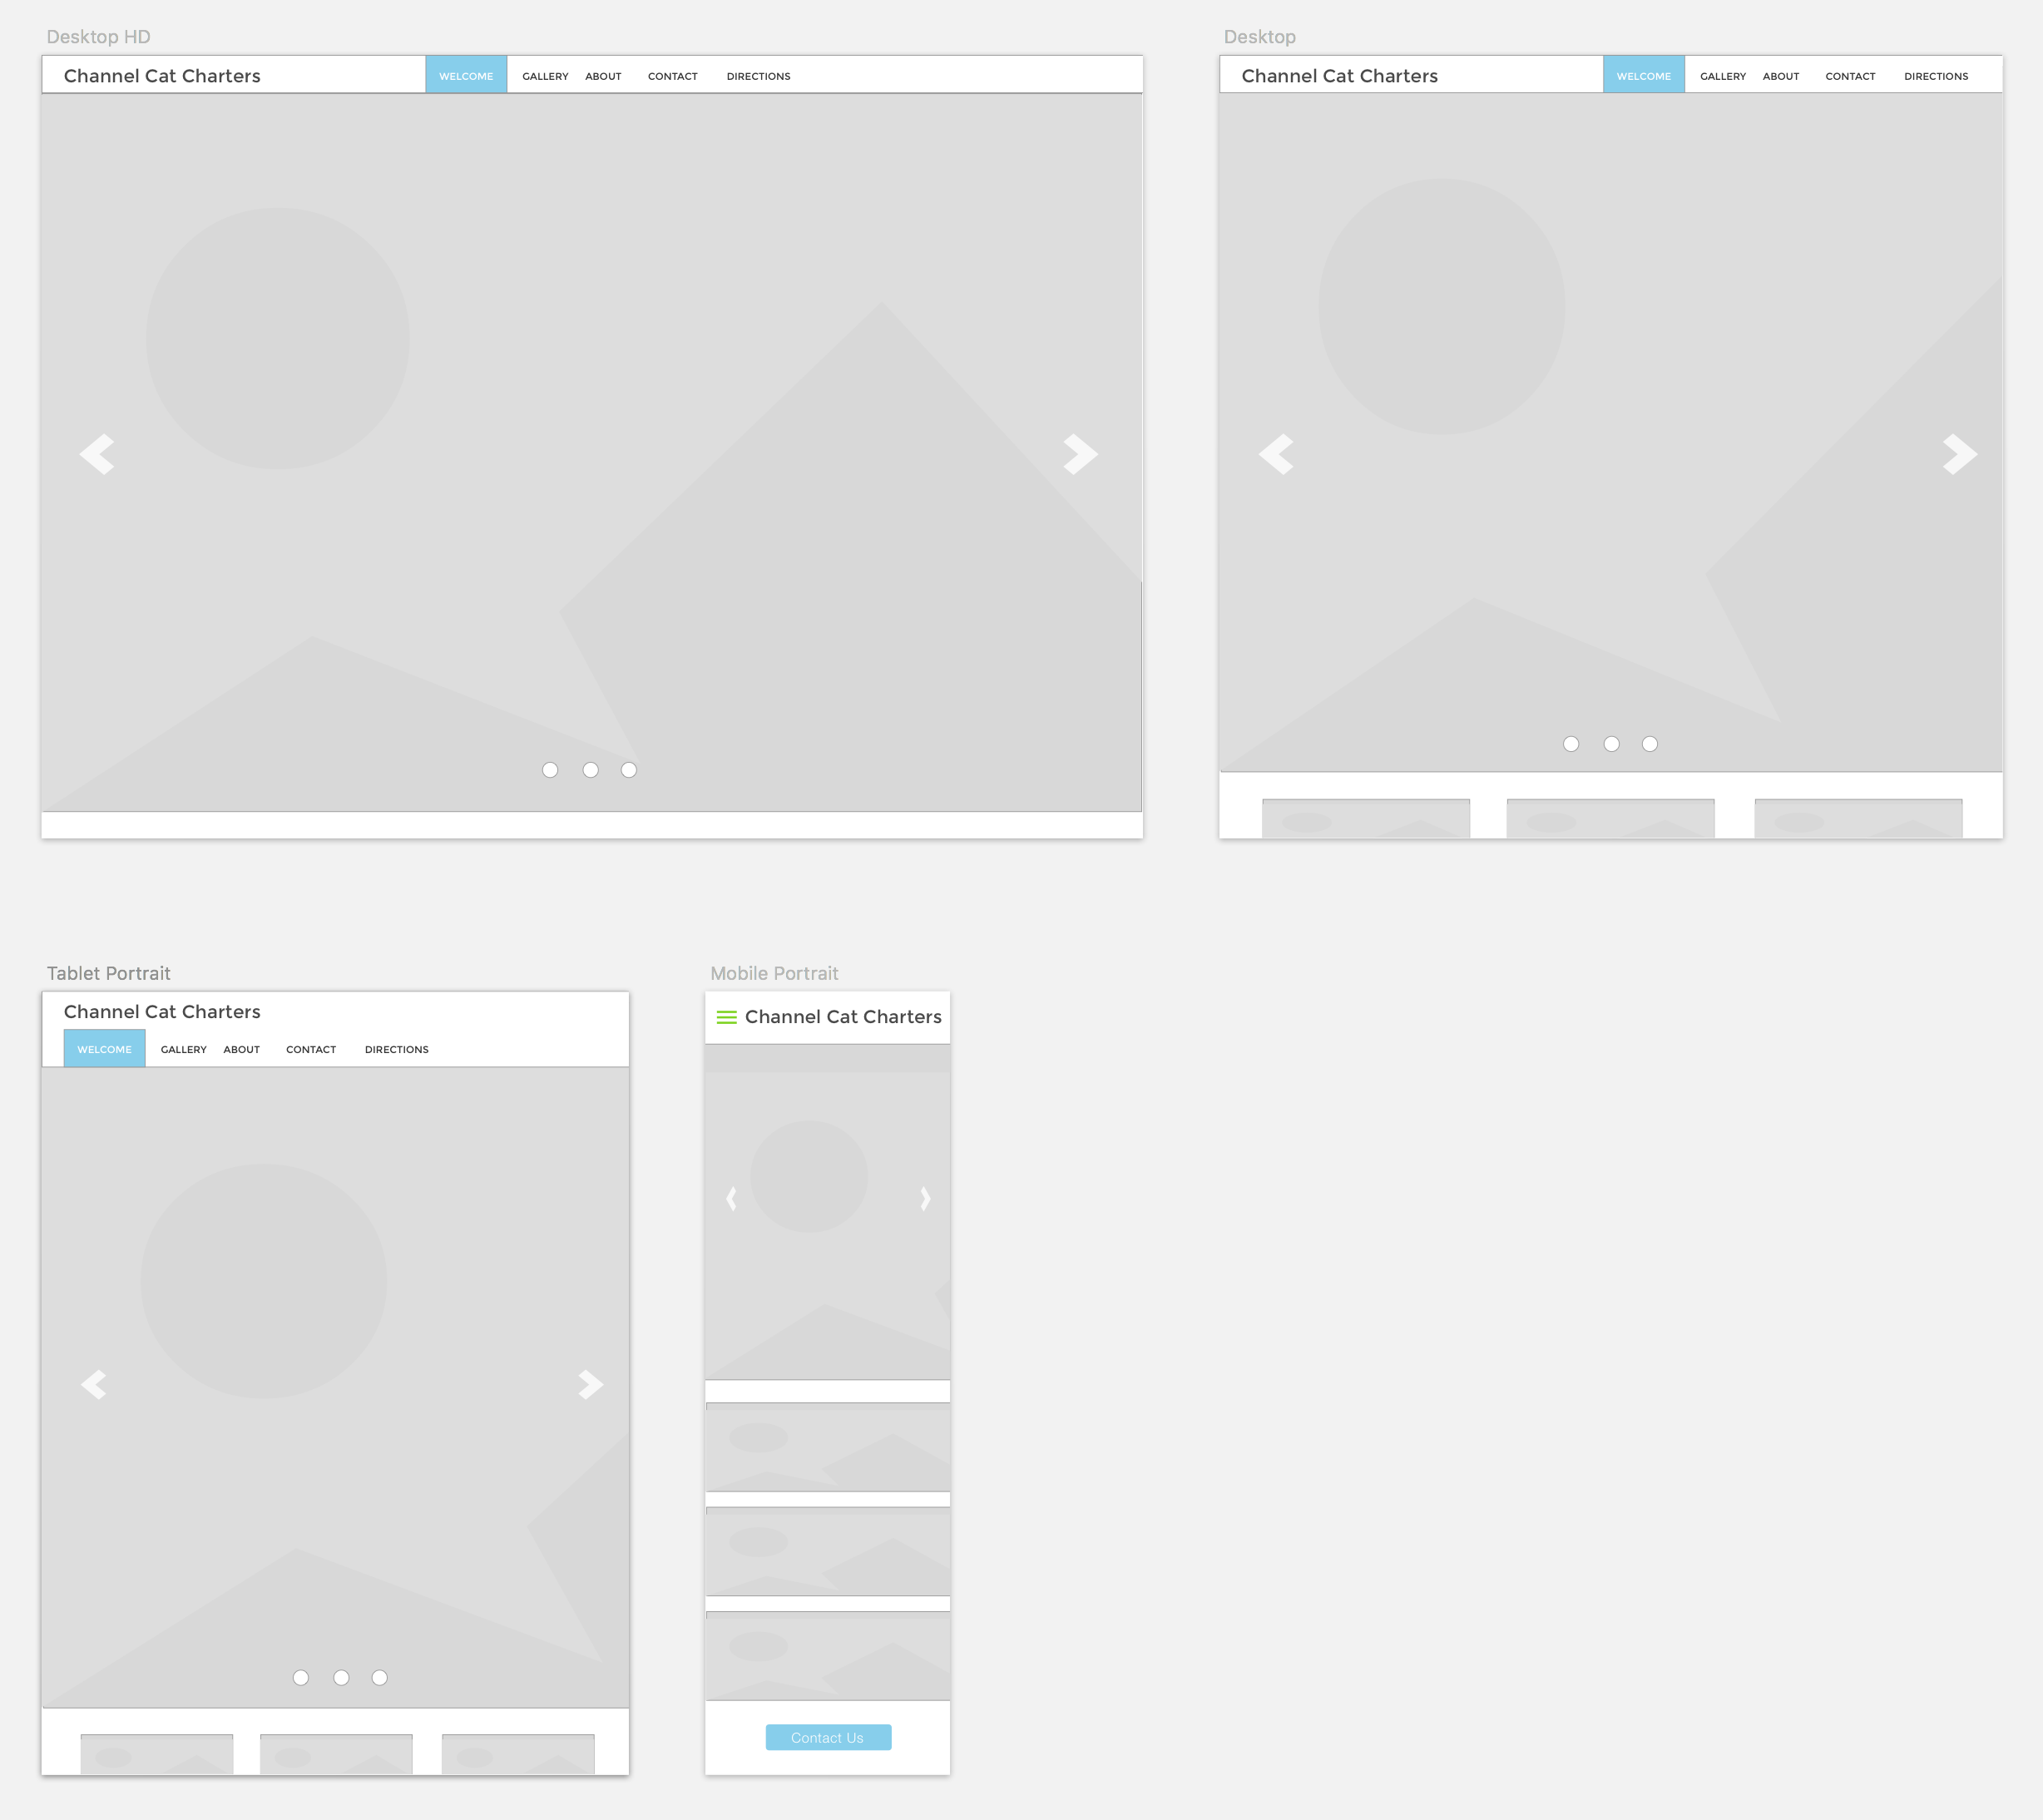 Desktop HD
Channel Cat Charters WELCOME GALLERY ABOUT CONTACT DIRECTIONS
Desktop
Channel Cat Charters WELCOME GALLERY ABOUT CONTACT DIRECTIONS
Tablet Portrait
Channel Cat Charters
WELCOME GALLERY ABOUT CONTACT DIRECTIONS
Mobile Portrait
Channel Cat Charters
Contact Us